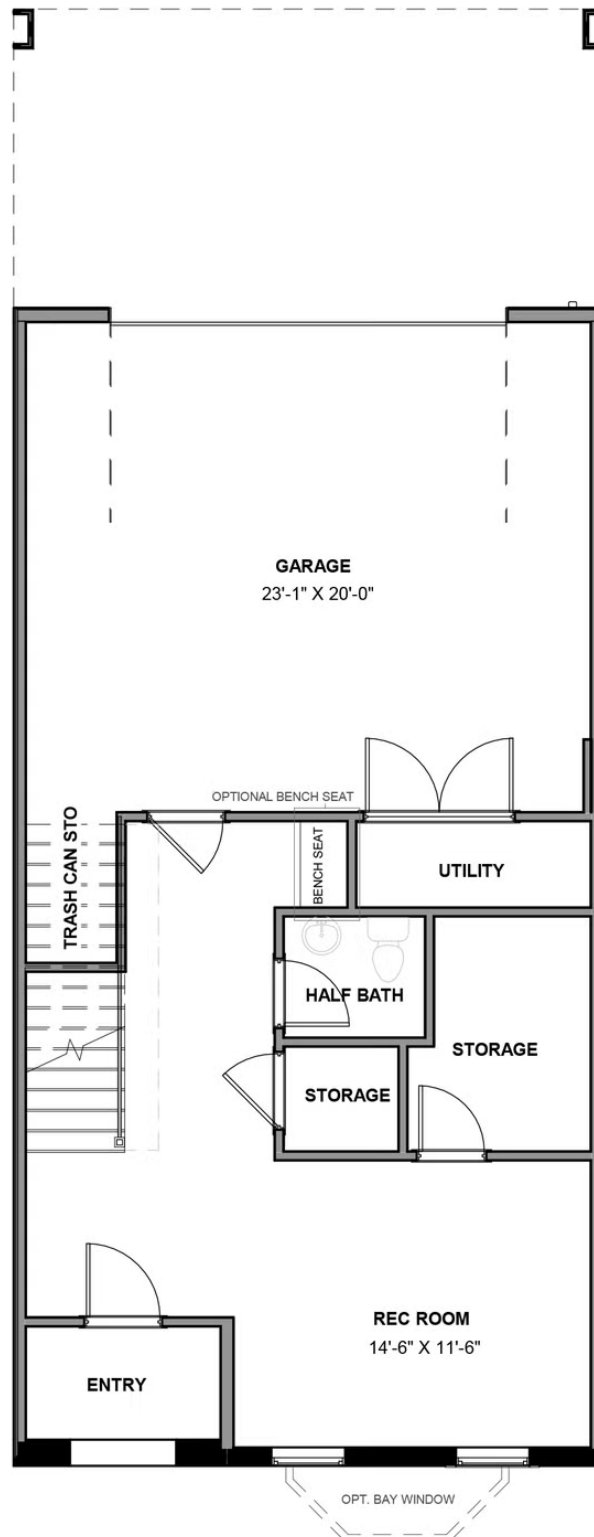 GARAGE
23'-1" X 20'-0"
OPTIONAL BENCH SEAT
TRASH CAN STO
BENCH SEAT
UTILITY
HALF BATH
STORAGE
STORAGE
REC ROOM
14'-6" X 11'-6"
ENTRY
OPT. BAY WINDOW